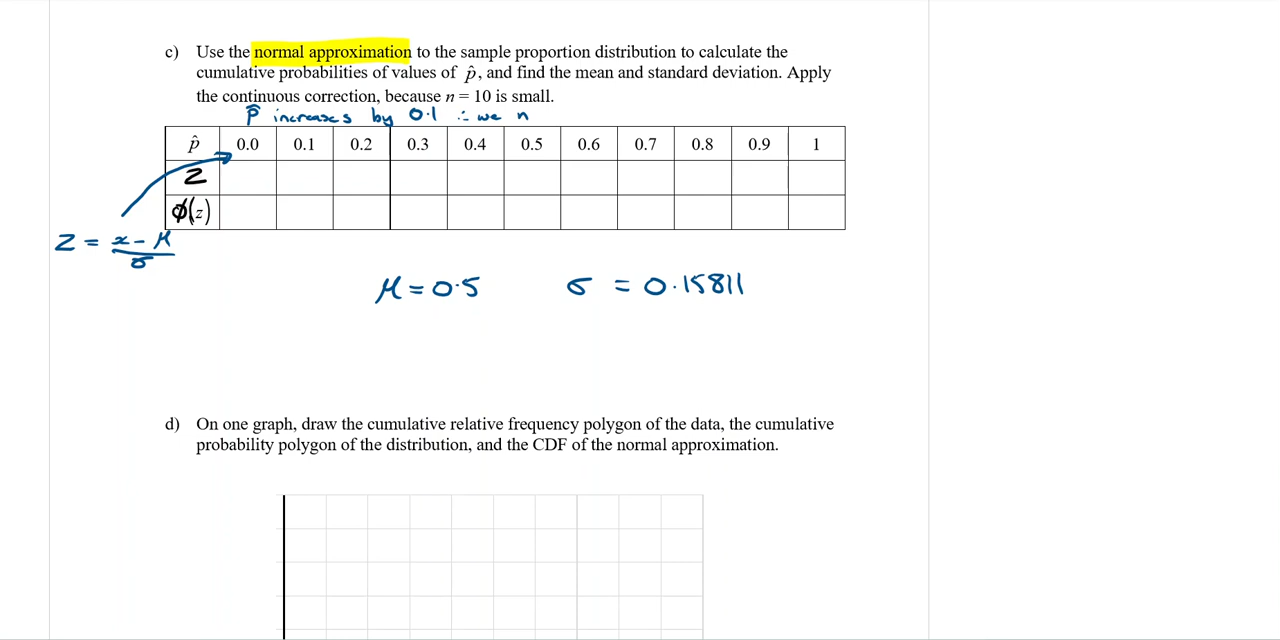 c) Use the normal approximation to the sample proportion distribution to calculate the
cumulative probabilities of values of p̂, and find the mean and standard deviation. Apply
the continuous correction, because n = 10 is small.
p̂ increases by 0.1 ∴ we n
p̂ 0.0 0.1 0.2 0.3 0.4 0.5 0.6 0.7 0.8 0.9 1
z
ϕ(z)
z = x - μ / σ
μ = 0.5 σ = 0.15811
d) On one graph, draw the cumulative relative frequency polygon of the data, the cumulative
probability polygon of the distribution, and the CDF of the normal approximation.